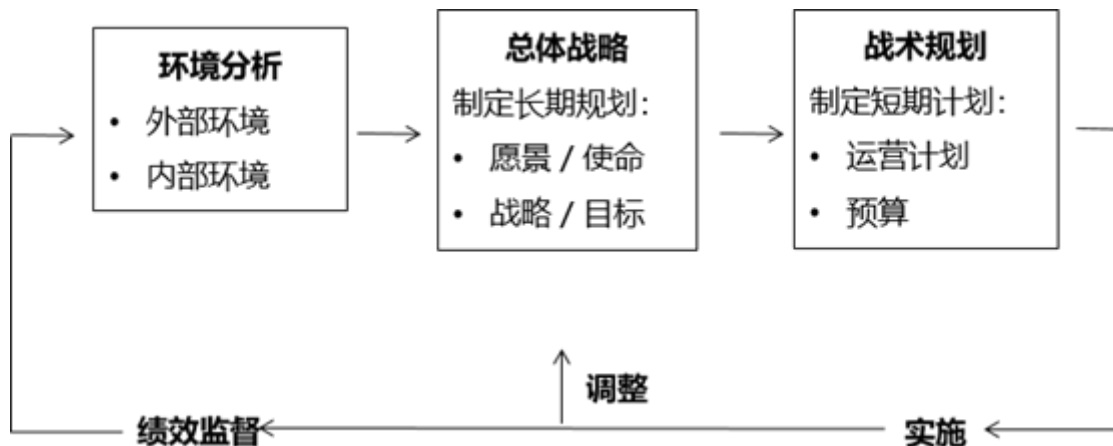 环境分析
• 外部环境
• 内部环境
总体战略
制定长期规划：
• 愿景 / 使命
• 战略 / 目标
战术规划
制定短期计划：
• 运营计划
• 预算
调整
绩效监督
实施